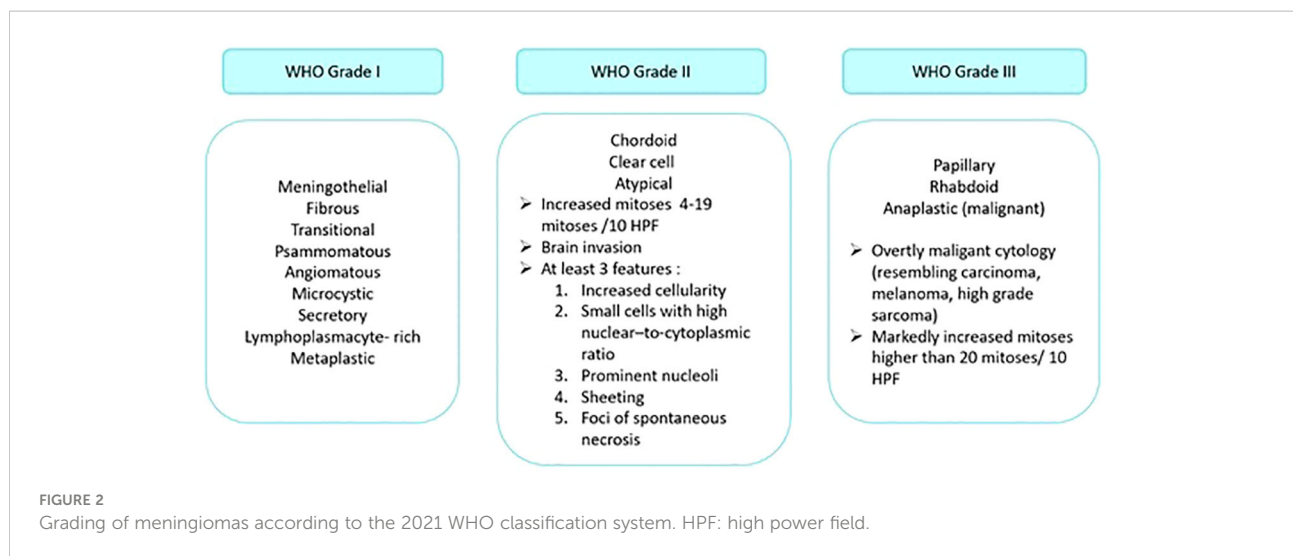 WHO Grade I
WHO Grade II
WHO Grade III
Meningothelial
Fibrous
Transitional
Psammomatous
Angiomatous
Microcystic
Secretory
Lymphoplasmacyte- rich
Metaplastic
Chordoid
Clear cell
Atypical
➢ Increased mitoses 4-19
mitoses /10 HPF
➢ Brain invasion
➢ At least 3 features :
1. Increased cellularity
2. Small cells with high
nuclear–to-cytoplasmic
ratio
3. Prominent nucleoli
4. Sheeting
5. Foci of spontaneous
necrosis
Papillary
Rhabdoid
Anaplastic (malignant)
➢ Overtly maligant cytology
(resembling carcinoma,
melanoma, high grade
sarcoma)
➢ Markedly increased mitoses
higher than 20 mitoses/ 10
HPF
FIGURE 2
Grading of meningiomas according to the 2021 WHO classification system. HPF: high power field.